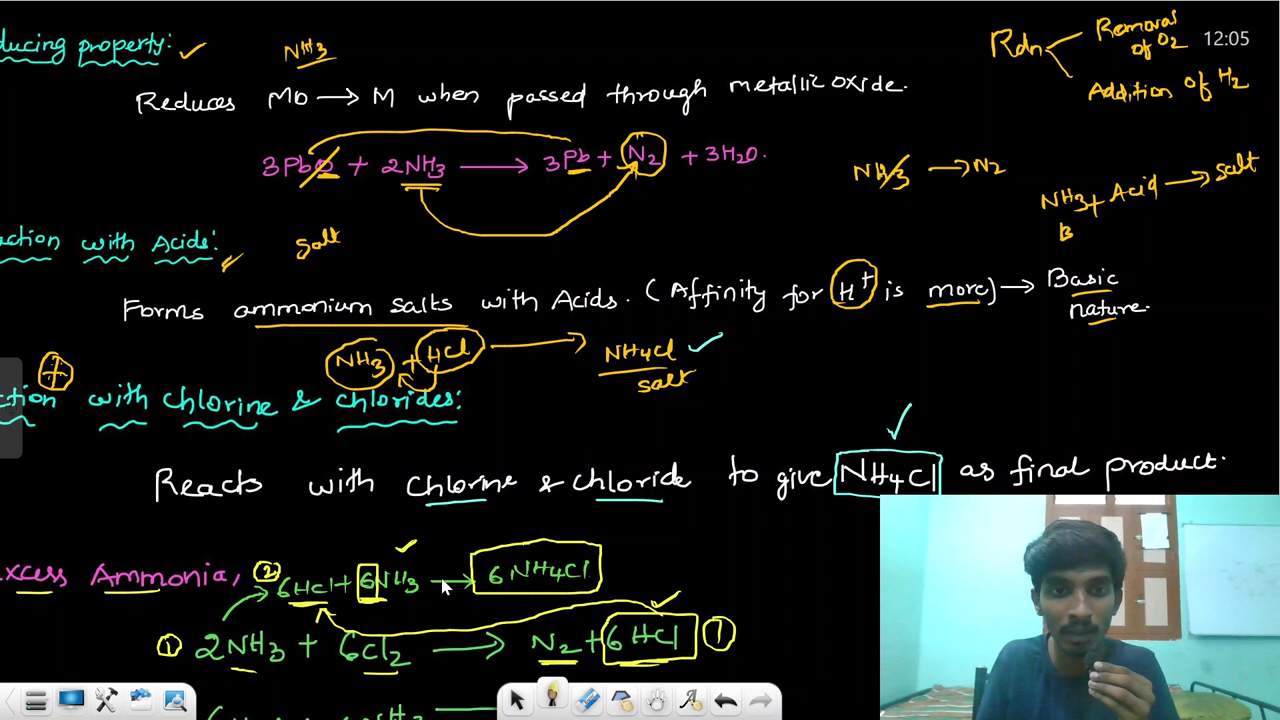 ducing property:
NH3
Rdn
Removal of O2
Addition of H2
12:05
Reduces MO → M when passed through metallic oxide.
3PbO + 2NH3 → 3Pb + N2 + 3H2O.
NH3 → N2
NH3 + Acid → salt
B
action with Acids:
salt
Forms ammonium salts with Acids. (Affinity for H+ is more) → Basic nature.
NH3 + HCl → NH4Cl
salt
+
ction with chlorine & chlorides:
Reacts with chlorine & chloride to give NH4Cl as final product.
xcess Ammonia,
② 6HCl + 6NH3 → 6NH4Cl
① 2NH3 + 6Cl2 → N2 + 6HCl ①